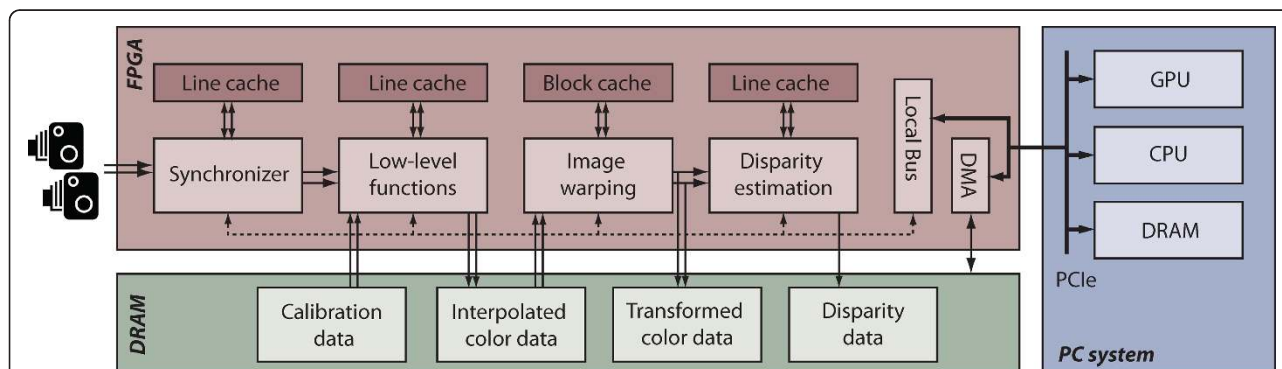 FPGA
Line cache
Line cache
Block cache
Line cache
Synchronizer
Low-level
functions
Image
warping
Disparity
estimation
Local Bus
DMA
GPU
CPU
DRAM
PCIe
PC system
DRAM
Calibration
data
Interpolated
color data
Transformed
color data
Disparity
data